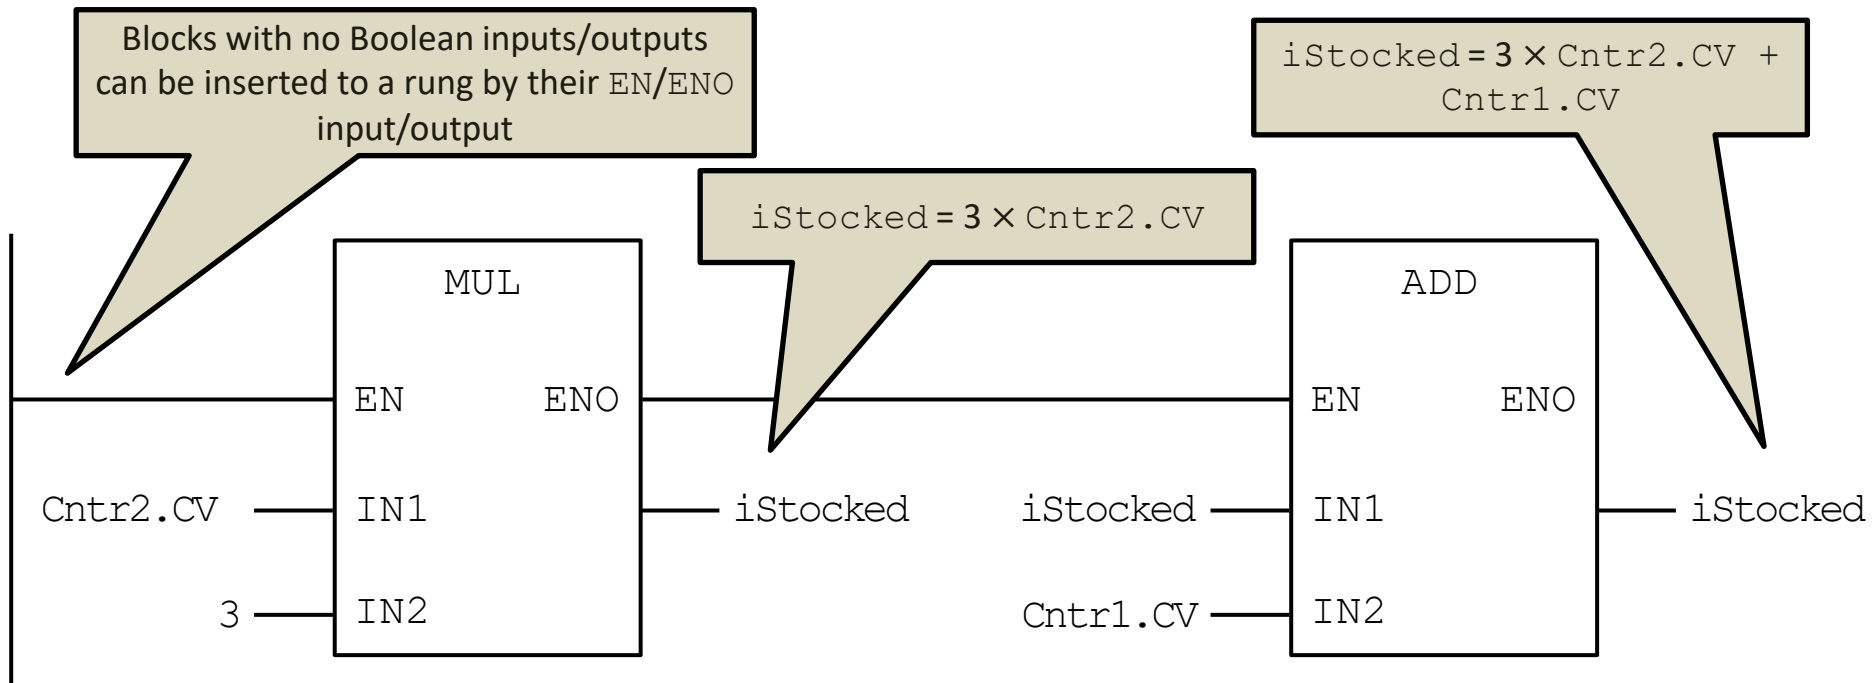 Blocks with no Boolean inputs/outputs
can be inserted to a rung by their EN/ENO
input/output
iStocked = 3 × Cntr2.CV +
Cntr1.CV
iStocked = 3 × Cntr2.CV
MUL
EN ENO
Cntr2.CV IN1 iStocked
3 IN2
ADD
EN ENO
iStocked IN1 iStocked
Cntr1.CV IN2